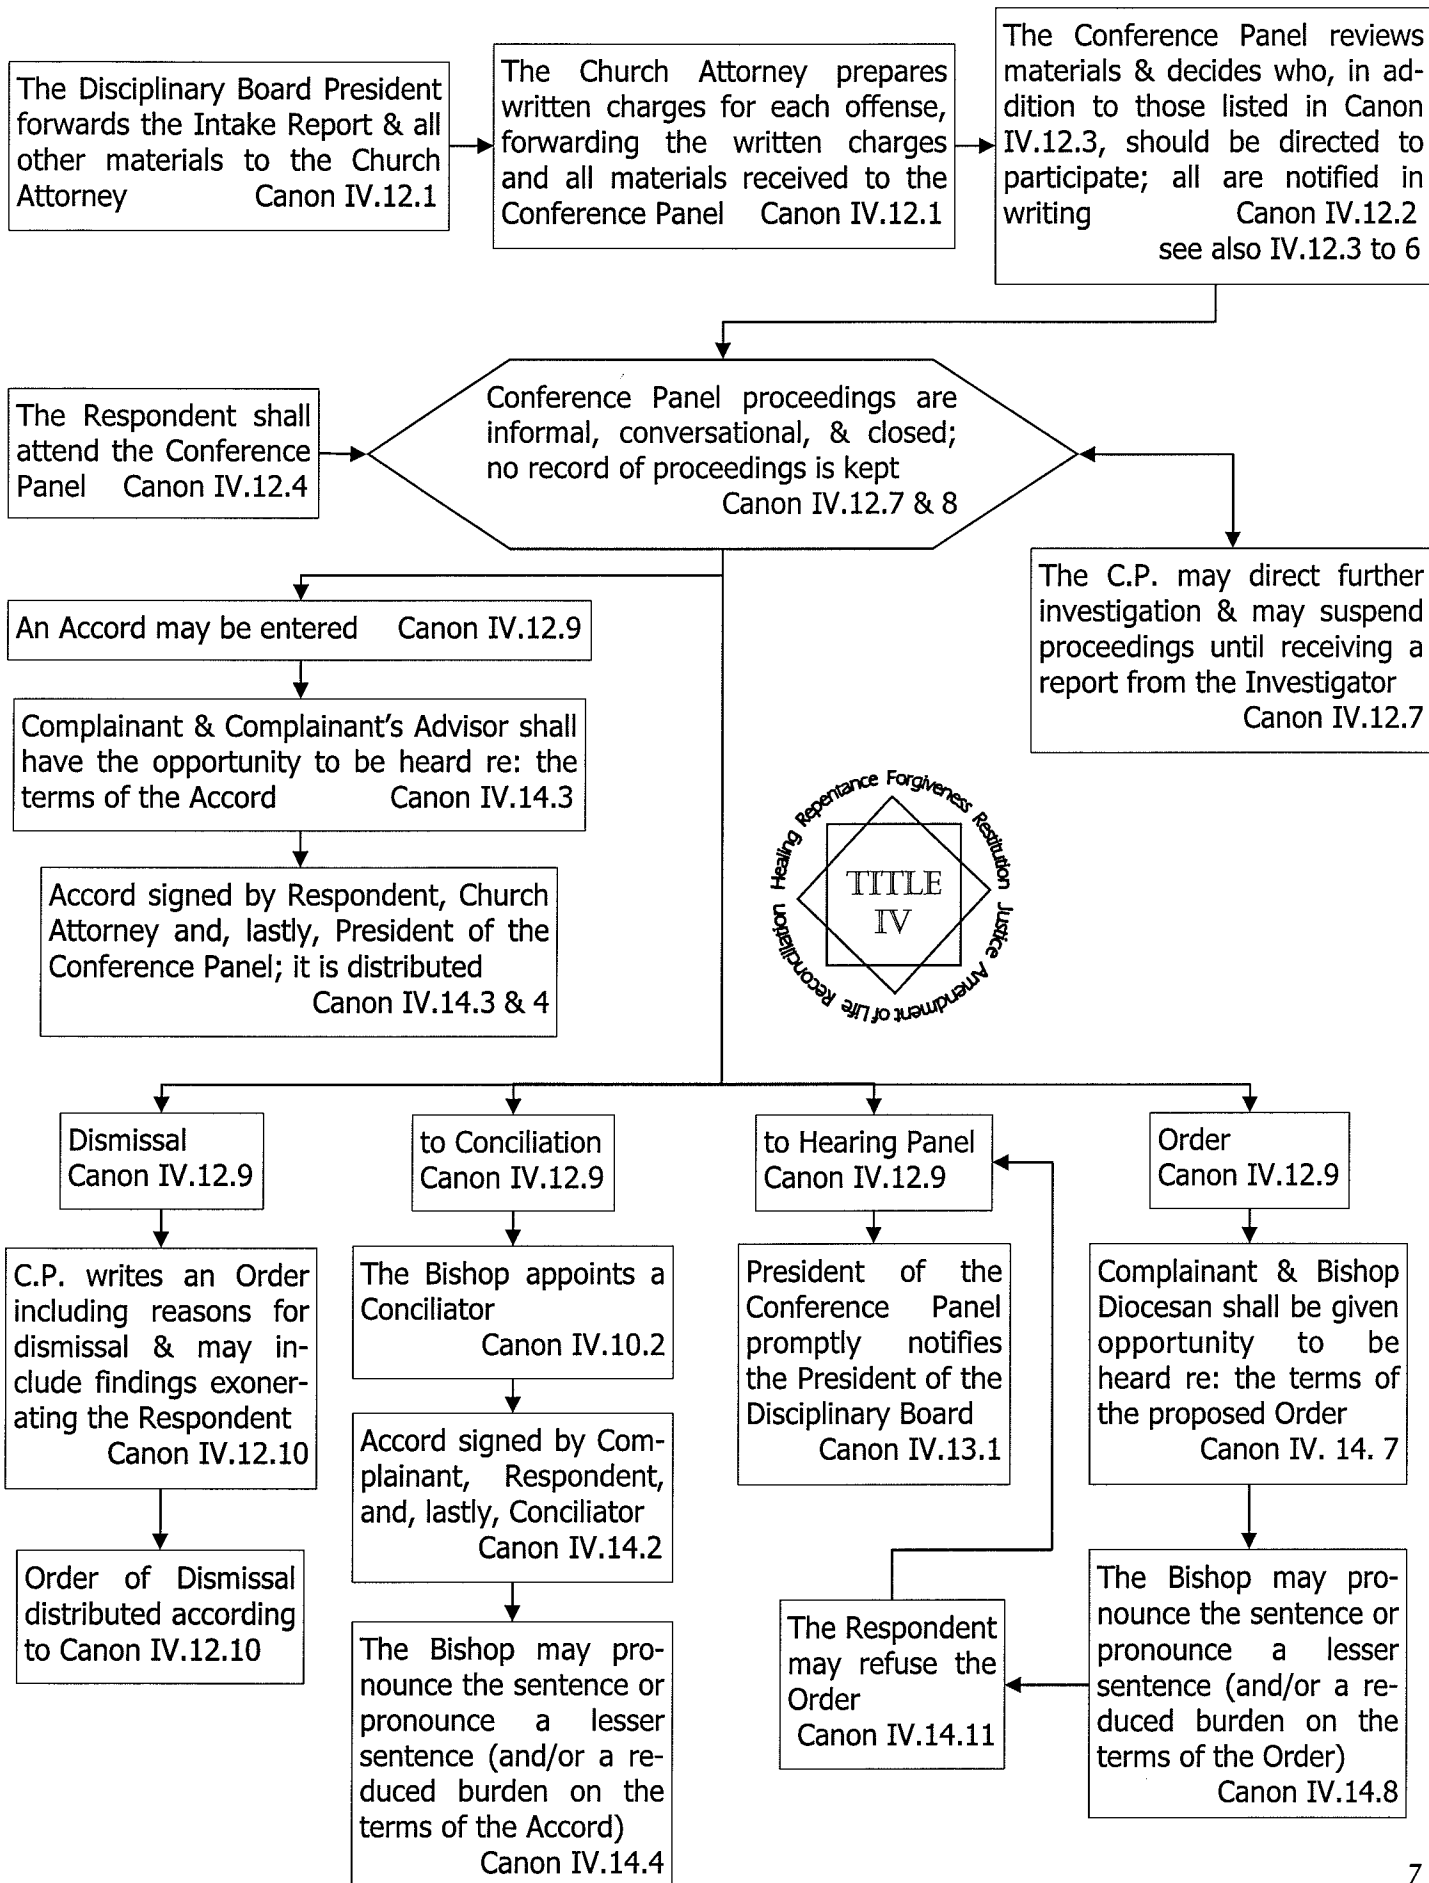 The Disciplinary Board President
forwards the Intake Report & all
other materials to the Church
Attorney Canon IV.12.1
The Church Attorney prepares
written charges for each offense,
forwarding the written charges
and all materials received to the
Conference Panel Canon IV.12.1
The Conference Panel reviews
materials & decides who, in ad-
dition to those listed in Canon
IV.12.3, should be directed to
participate; all are notified in
writing Canon IV.12.2
see also IV.12.3 to 6
The Respondent shall
attend the Conference
Panel Canon IV.12.4
Conference Panel proceedings are
informal, conversational, & closed;
no record of proceedings is kept
Canon IV.12.7 & 8
The C.P. may direct further
investigation & may suspend
proceedings until receiving a
report from the Investigator
Canon IV.12.7
An Accord may be entered Canon IV.12.9
Complainant & Complainant's Advisor shall
have the opportunity to be heard re: the
terms of the Accord Canon IV.14.3
Accord signed by Respondent, Church
Attorney and, lastly, President of the
Conference Panel; it is distributed
Canon IV.14.3 & 4
Healing Repentance Forgiveness Restitution Justice Amendment of Life Reconciliation
TITLE
IV
Dismissal
Canon IV.12.9
C.P. writes an Order
including reasons for
dismissal & may in-
clude findings exoner-
ating the Respondent
Canon IV.12.10
Order of Dismissal
distributed according
to Canon IV.12.10
to Conciliation
Canon IV.12.9
The Bishop appoints a
Conciliator
Canon IV.10.2
Accord signed by Com-
plainant, Respondent,
and, lastly, Conciliator
Canon IV.14.2
The Bishop may pro-
nounce the sentence or
pronounce a lesser
sentence (and/or a re-
duced burden on the
terms of the Accord)
Canon IV.14.4
to Hearing Panel
Canon IV.12.9
President of the
Conference Panel
promptly notifies
the President of the
Disciplinary Board
Canon IV.13.1
The Respondent
may refuse the
Order
Canon IV.14.11
Order
Canon IV.12.9
Complainant & Bishop
Diocesan shall be given
opportunity to be
heard re: the terms of
the proposed Order
Canon IV. 14. 7
The Bishop may pro-
nounce the sentence or
pronounce a lesser
sentence (and/or a re-
duced burden on the
terms of the Order)
Canon IV.14.8
7